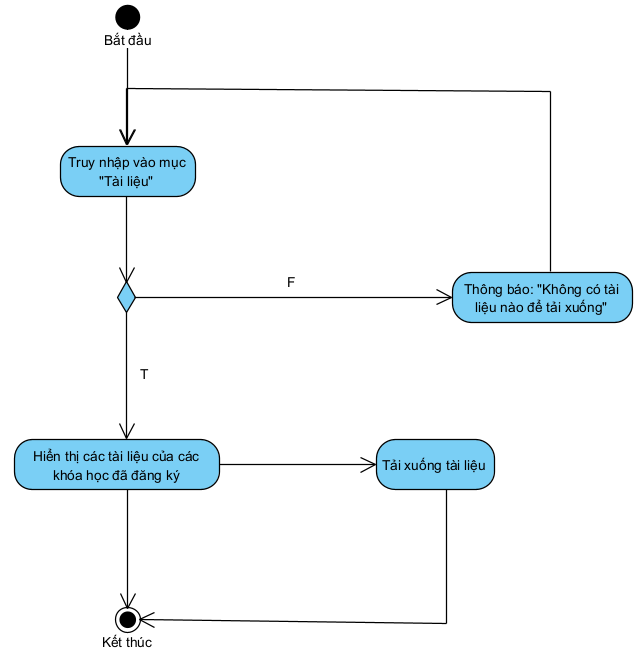 Bắt đầu
Truy nhập vào mục
"Tài liệu"
F
Thông báo: "Không có tài
liệu nào để tải xuống"
T
Hiển thị các tài liệu của các
khóa học đã đăng ký
Tải xuống tài liệu
Kết thúc